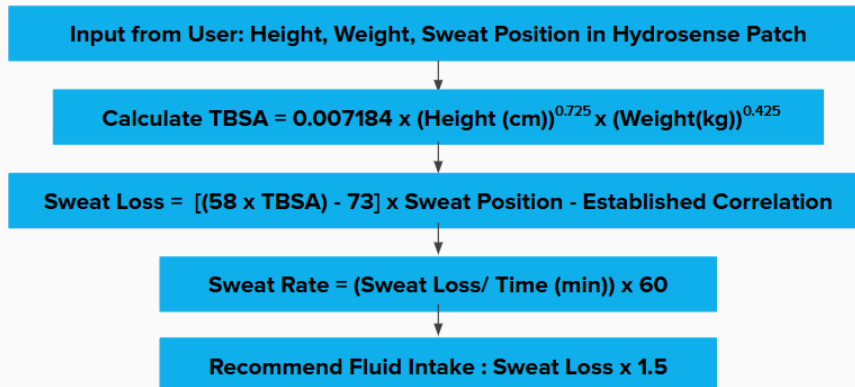 Input from User: Height, Weight, Sweat Position in Hydrosense Patch
Calculate TBSA = 0.007184 x (Height (cm))^0.725 x (Weight(kg))^0.425
Sweat Loss = [(58 x TBSA) - 73] x Sweat Position - Established Correlation
Sweat Rate = (Sweat Loss/ Time (min)) x 60
Recommend Fluid Intake : Sweat Loss x 1.5